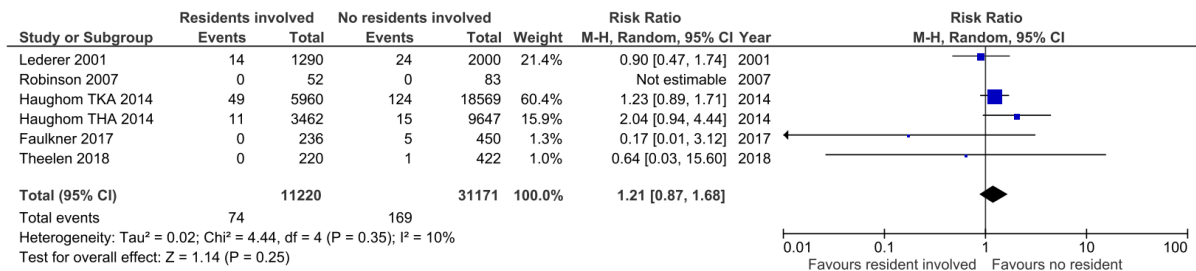 Residents involved No residents involved Risk Ratio Risk Ratio
Study or Subgroup Events Total Events Total Weight M-H, Random, 95% CI Year M-H, Random, 95% CI
Lederer 2001 14 1290 24 2000 21.4% 0.90 [0.47, 1.74] 2001
Robinson 2007 0 52 0 83 Not estimable 2007
Haughom TKA 2014 49 5960 124 18569 60.4% 1.23 [0.89, 1.71] 2014
Haughom THA 2014 11 3462 15 9647 15.9% 2.04 [0.94, 4.44] 2014
Faulkner 2017 0 236 5 450 1.3% 0.17 [0.01, 3.12] 2017
Theelen 2018 0 220 1 422 1.0% 0.64 [0.03, 15.60] 2018
Total (95% CI) 11220 31171 100.0% 1.21 [0.87, 1.68]
Total events 74 169
Heterogeneity: Tau² = 0.02; Chi² = 4.44, df = 4 (P = 0.35); I² = 10%
Test for overall effect: Z = 1.14 (P = 0.25)
0.01 0.1 1 10 100
Favours resident involved Favours no resident